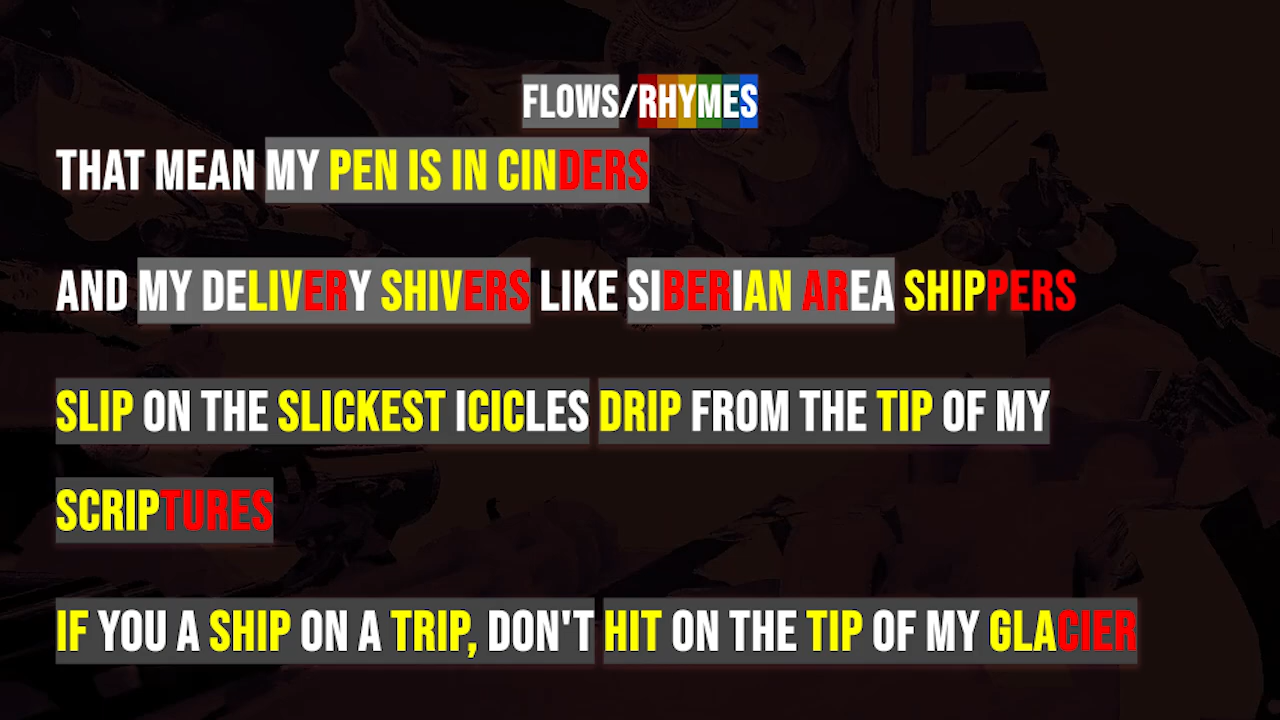 FLOWS/RHYMES
THAT MEAN MY PEN IS IN CINDERS
AND MY DELIVERY SHIVERS LIKE SIBERIAN AREA SHIPPERS
SLIP ON THE SLICKEST ICICLES DRIP FROM THE TIP OF MY
SCRIPTURES
IF YOU A SHIP ON A TRIP, DON'T HIT ON THE TIP OF MY GLACIER